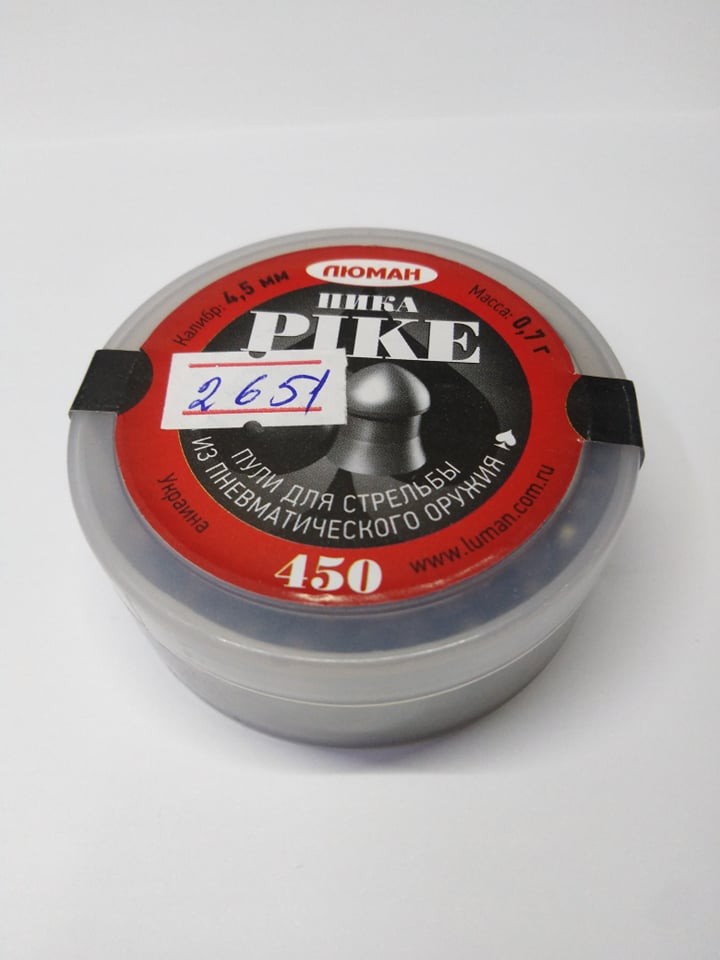 ЛЮМАН
Калибр: 4,5 мм
Масса: 0,7 г
ПИКА
PIKE
2651
ПУЛИ ДЛЯ СТРЕЛЬБЫ
ИЗ ПНЕВМАТИЧЕСКОГО ОРУЖИЯ
Украина
450
www.luman.com.ru